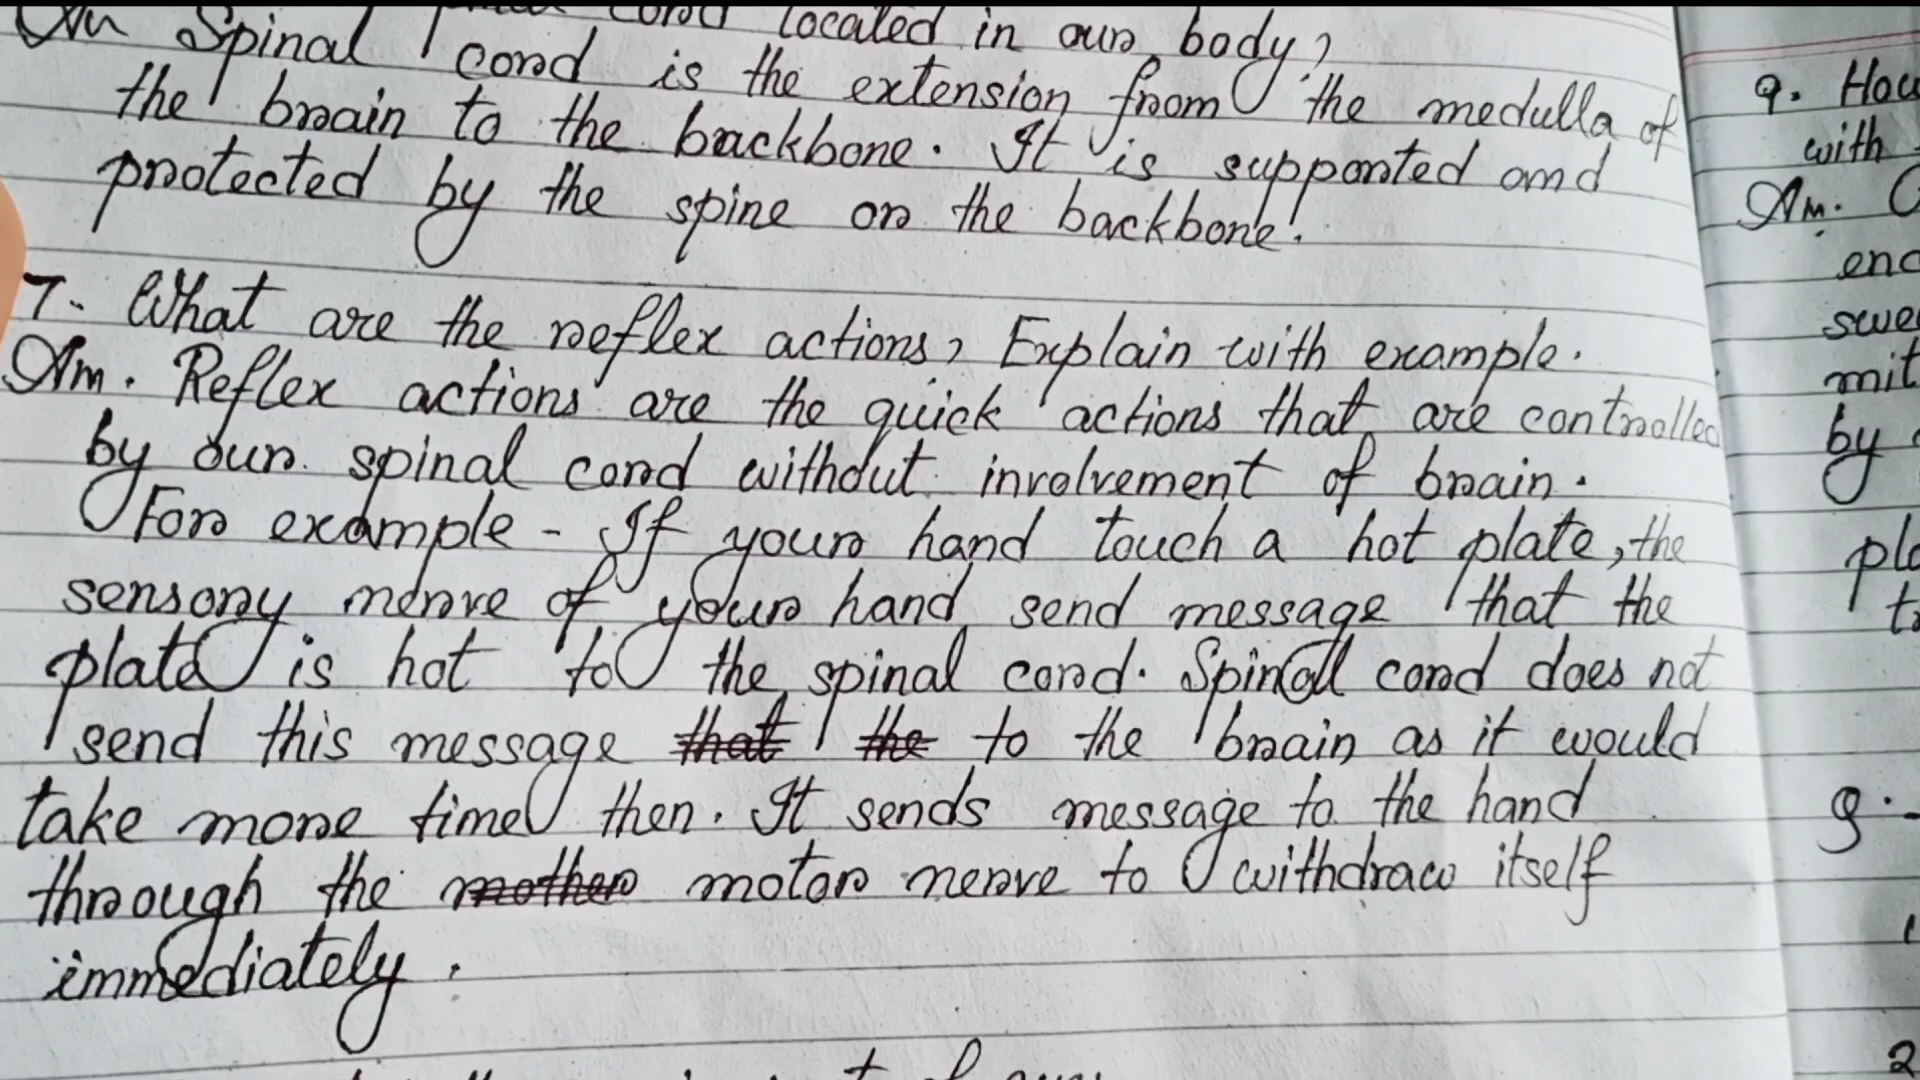 cord located in our body?
Ans Spinal cord is the extension from the medulla of
the brain to the backbone. It is supported and
protected by the spine or the backbone.
7. What are the reflex actions? Explain with example.
Ans. Reflex actions are the quick actions that are controlled
by our spinal cord without involvement of brain.
For example - If your hand touch a hot plate, the
sensory nerve of your hand send message that the
plate is hot to the spinal cord. Spinal cord does not
send this message that the to the brain as it would
take more time then. It sends message to the hand
through the mother motor nerve to withdraw itself
immediately.
9. How
with
Ans.
by